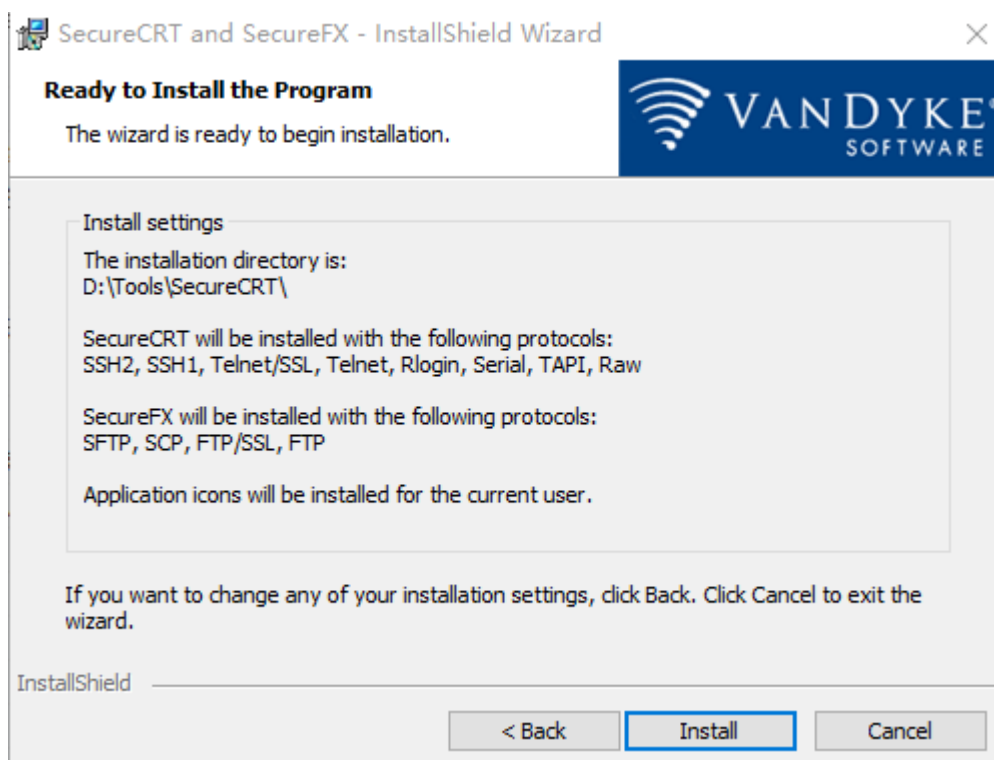 SecureCRT and SecureFX - InstallShield Wizard
Ready to Install the Program
The wizard is ready to begin installation.
VANDYKE®
SOFTWARE
Install settings
The installation directory is:
D:\Tools\SecureCRT\
SecureCRT will be installed with the following protocols:
SSH2, SSH1, Telnet/SSL, Telnet, Rlogin, Serial, TAPI, Raw
SecureFX will be installed with the following protocols:
SFTP, SCP, FTP/SSL, FTP
Application icons will be installed for the current user.
If you want to change any of your installation settings, click Back. Click Cancel to exit the
wizard.
InstallShield
< Back
Install
Cancel